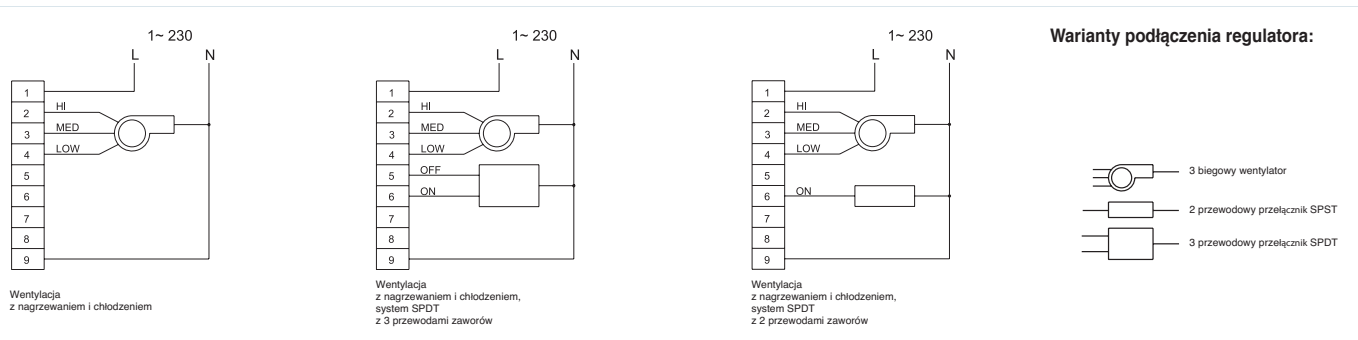 1~ 230
L N
1
2 HI
3 MED
4 LOW
5
6
7
8
9
Wentylacja
z nagrzewaniem i chłodzeniem
1~ 230
L N
1
2 HI
3 MED
4 LOW
5 OFF
6 ON
7
8
9
Wentylacja
z nagrzewaniem i chłodzeniem,
system SPDT
z 3 przewodami zaworów
1~ 230
L N
1
2 HI
3 MED
4 LOW
5
6 ON
7
8
9
Wentylacja
z nagrzewaniem i chłodzeniem,
system SPDT
z 2 przewodami zaworów
Warianty podłączenia regulatora:
3 biegowy wentylator
2 przewodowy przełącznik SPST
3 przewodowy przełącznik SPDT